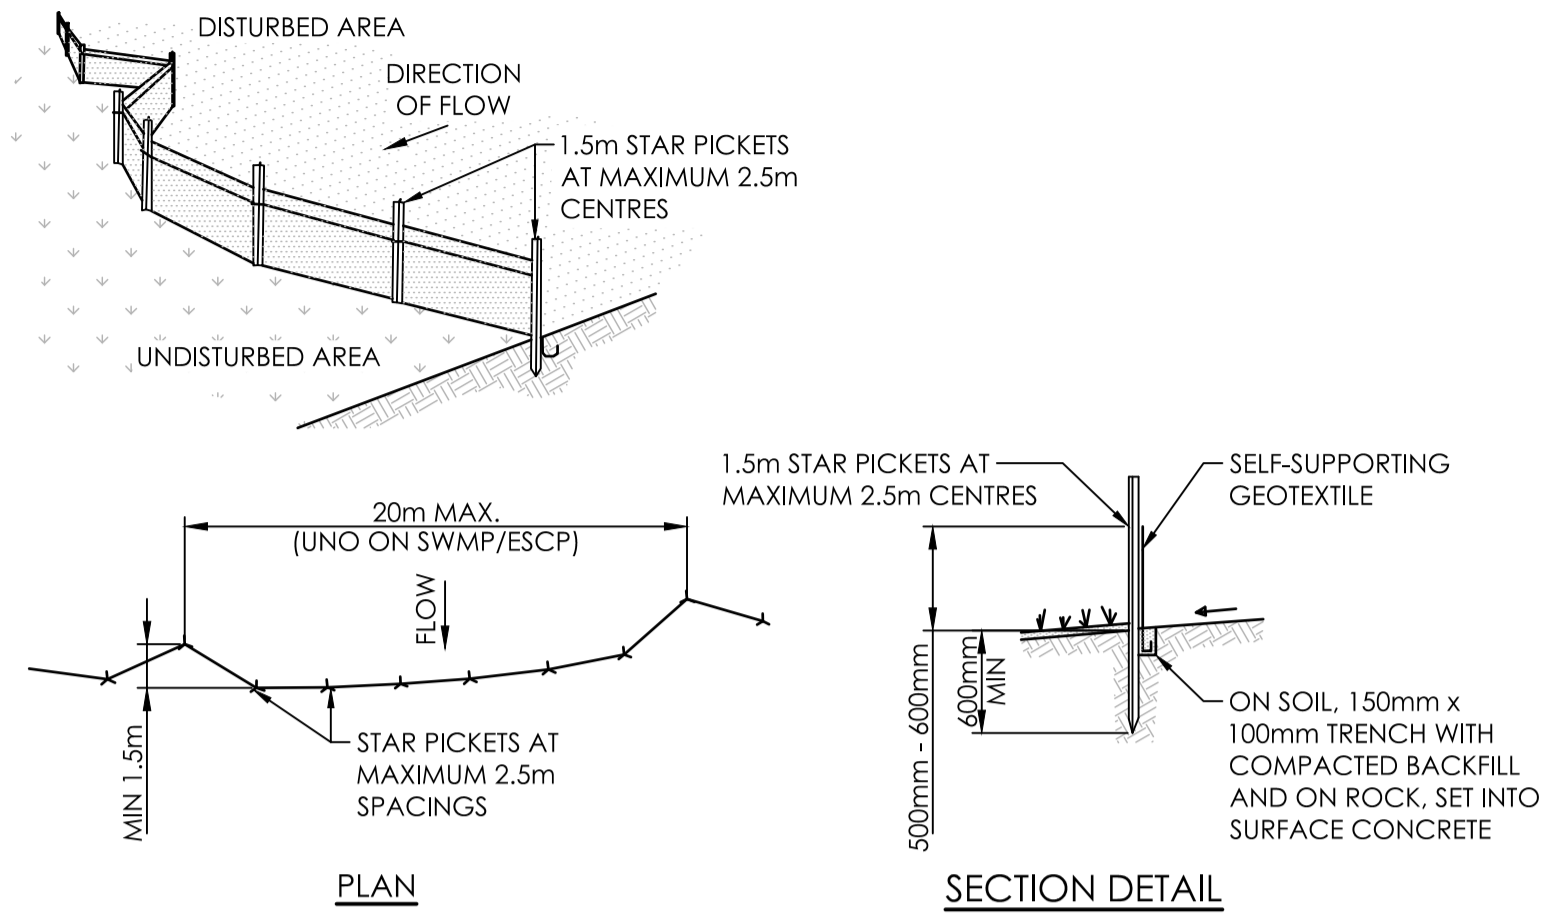 DISTURBED AREA
DIRECTION
OF FLOW
1.5m STAR PICKETS
AT MAXIMUM 2.5m
CENTRES
UNDISTURBED AREA
20m MAX.
(UNO ON SWMP/ESCP)
FLOW
MIN 1.5m
STAR PICKETS AT
MAXIMUM 2.5m
SPACINGS
PLAN
1.5m STAR PICKETS AT
MAXIMUM 2.5m CENTRES
SELF-SUPPORTING
GEOTEXTILE
500mm - 600mm
600mm
MIN
ON SOIL, 150mm x
100mm TRENCH WITH
COMPACTED BACKFILL
AND ON ROCK, SET INTO
SURFACE CONCRETE
SECTION DETAIL